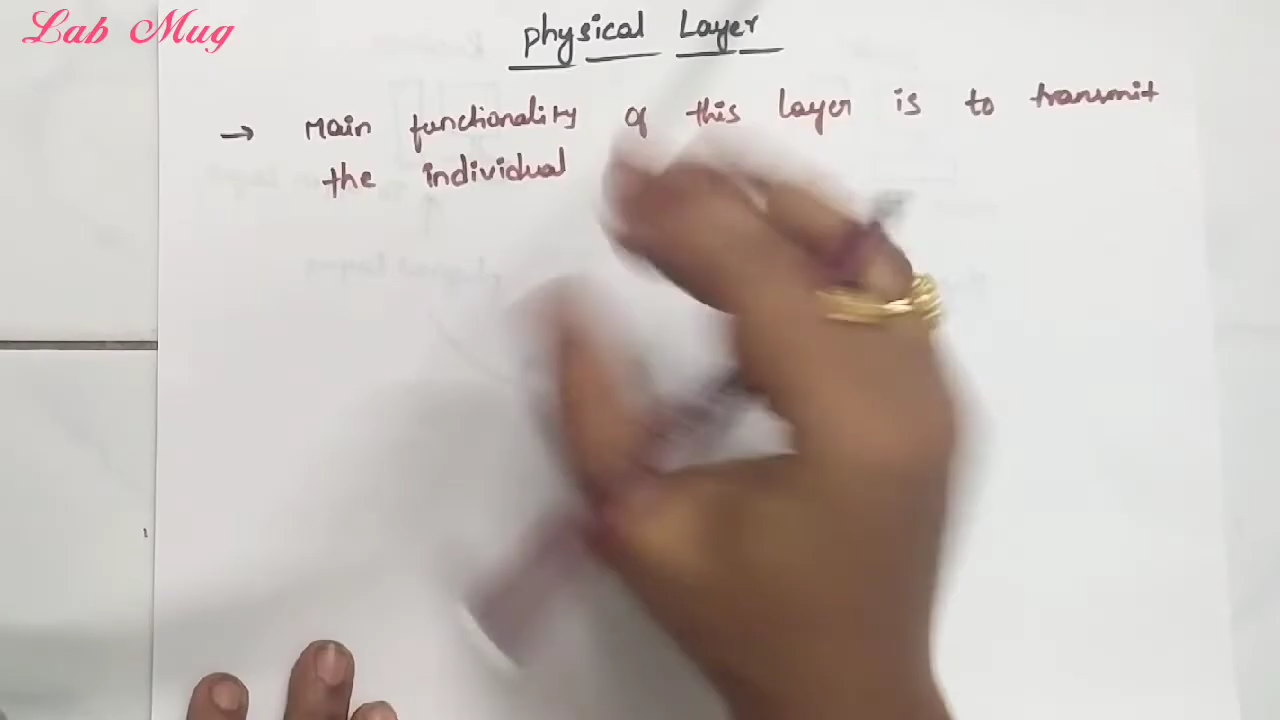 Lab Mug
physical Layer
→ Main functionality of this layer is to transmit
the individual